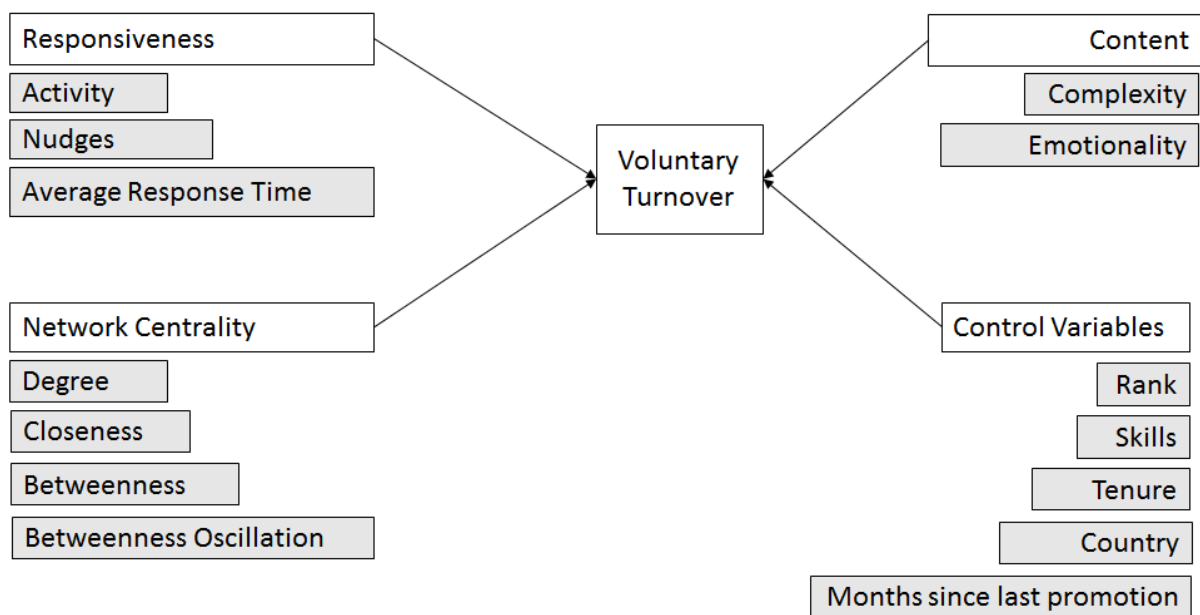 Responsiveness
Activity
Nudges
Average Response Time
Network Centrality
Degree
Closeness
Betweenness
Betweenness Oscillation
Voluntary
Turnover
Content
Complexity
Emotionality
Control Variables
Rank
Skills
Tenure
Country
Months since last promotion